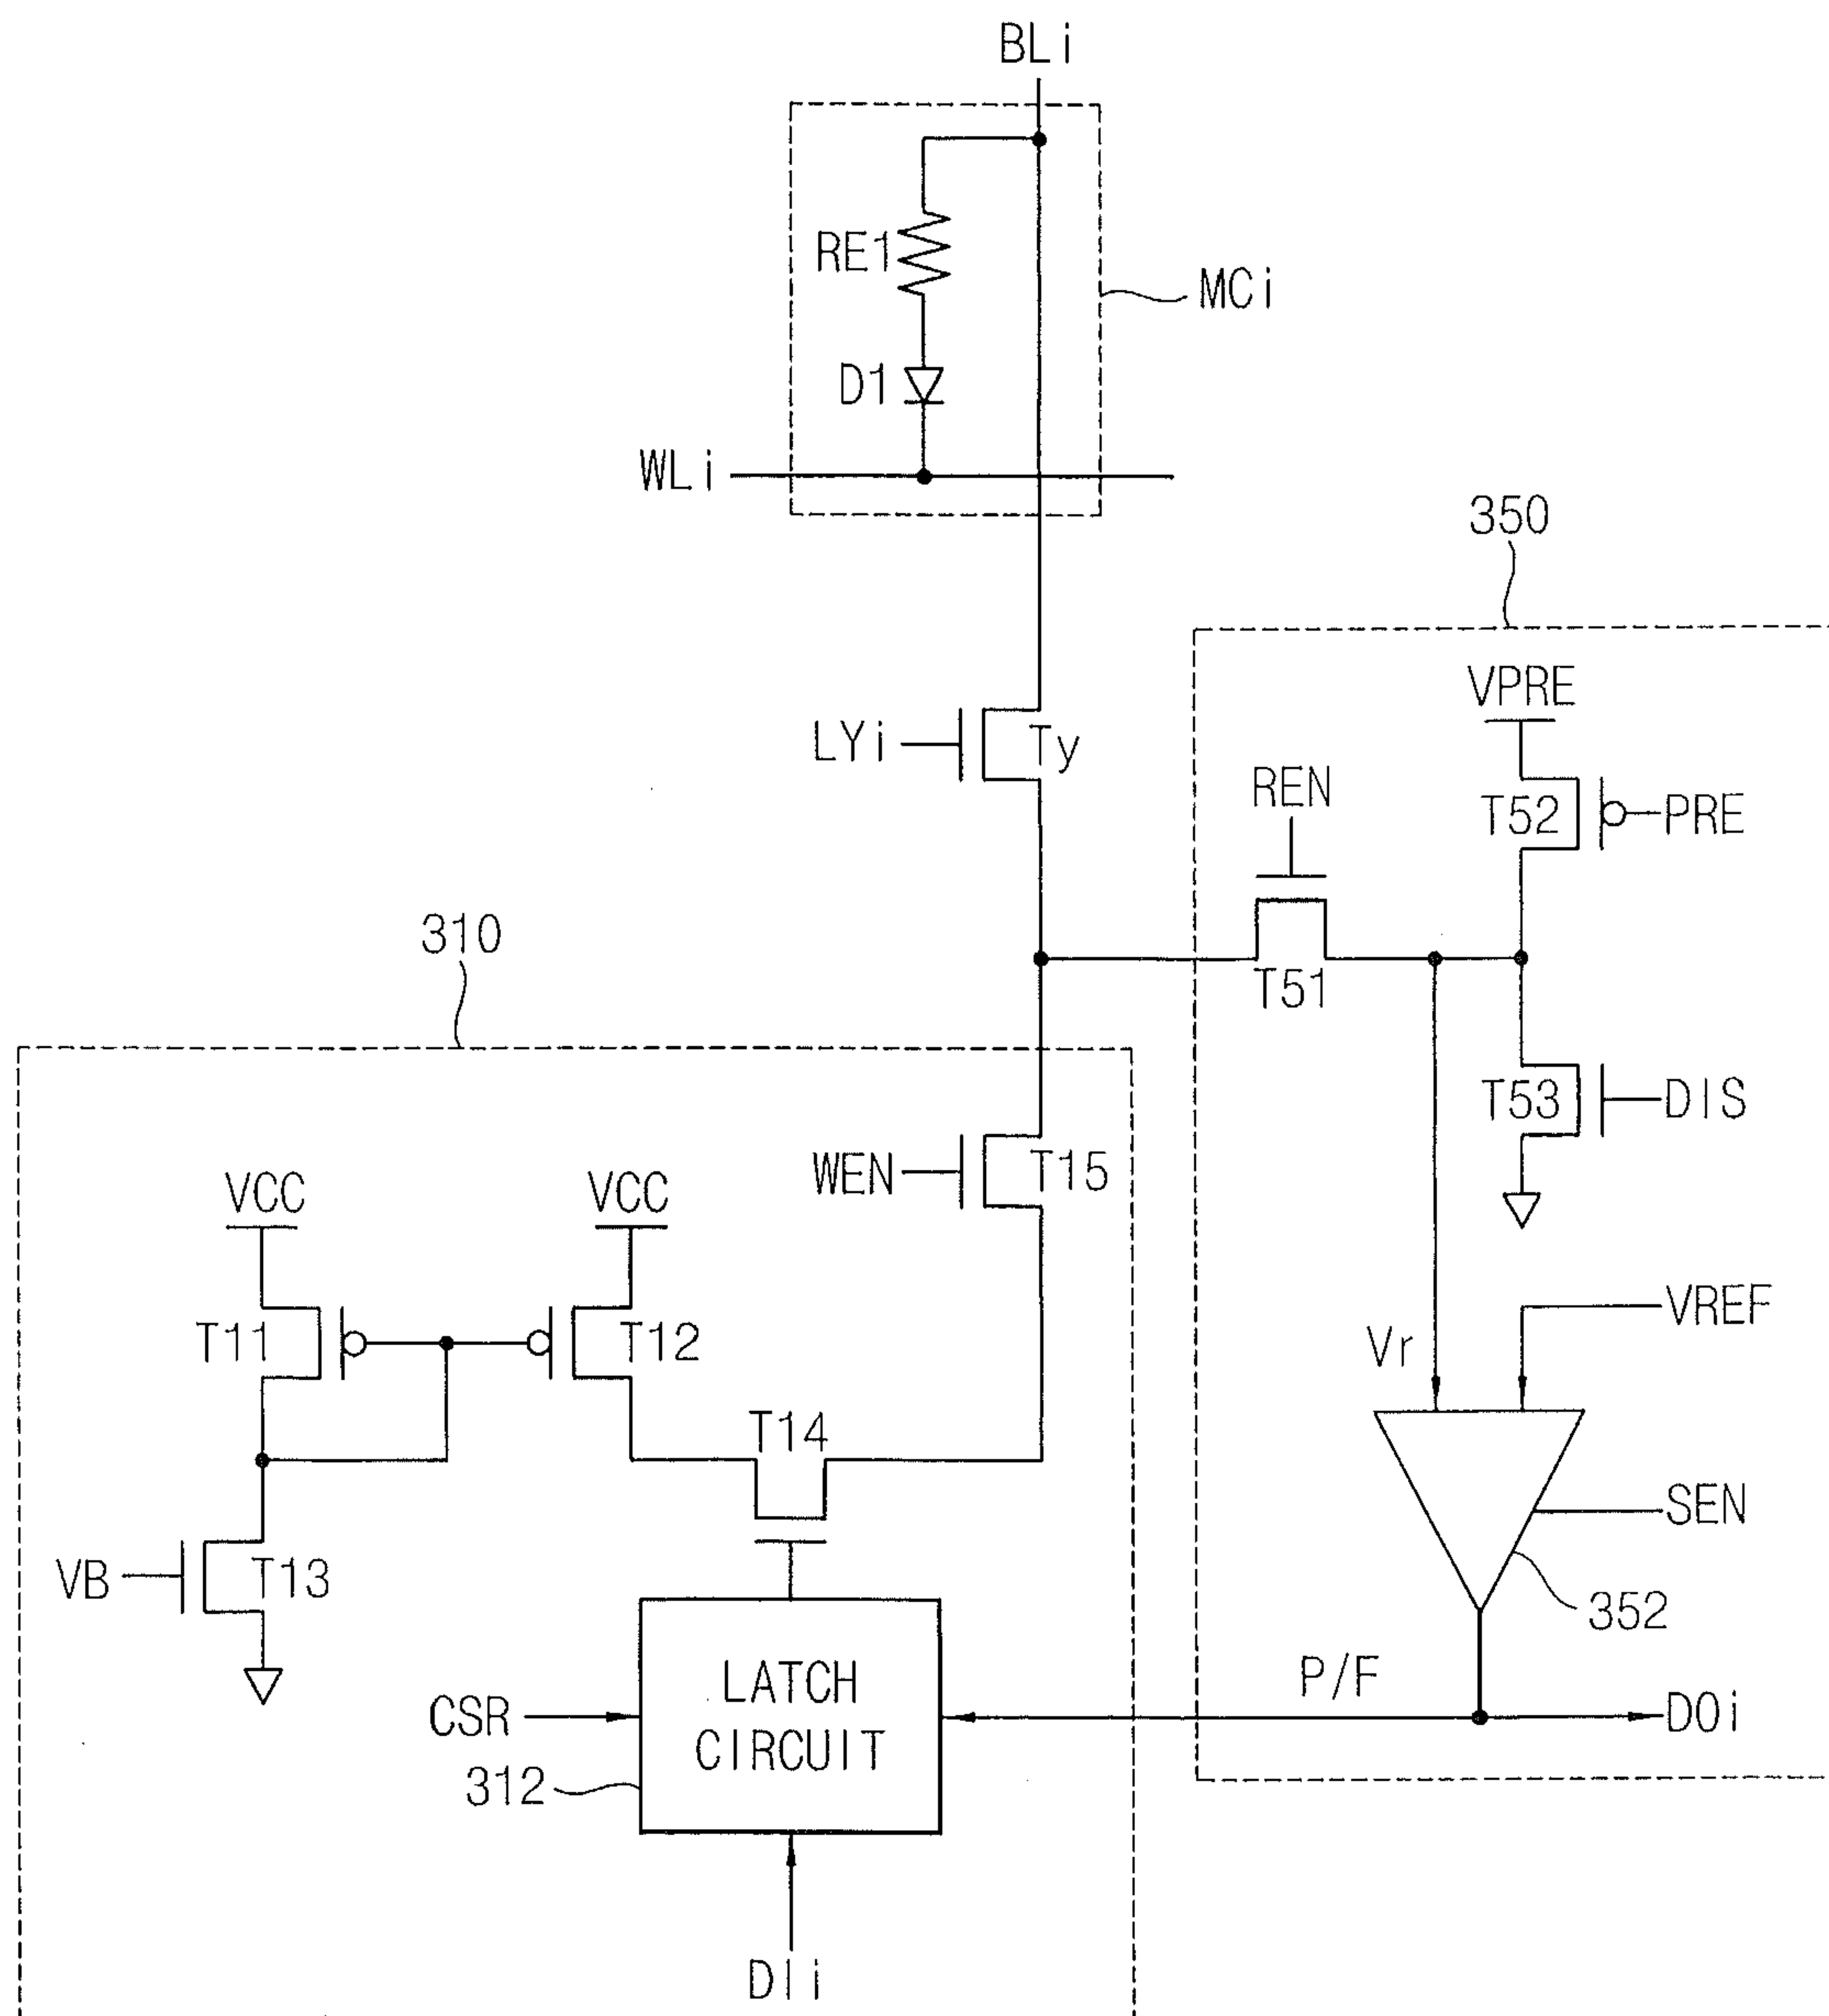 BLi
RE1
MCi
D1
WLi
350
VPRE
LYi
Ty
REN
T52
PRE
310
T51
T53
DIS
WEN
T15
VCC
VCC
VREF
T11
T12
Vr
T14
SEN
VB
T13
352
LATCH
CIRCUIT
P/F
CSR
DOi
312
DIi